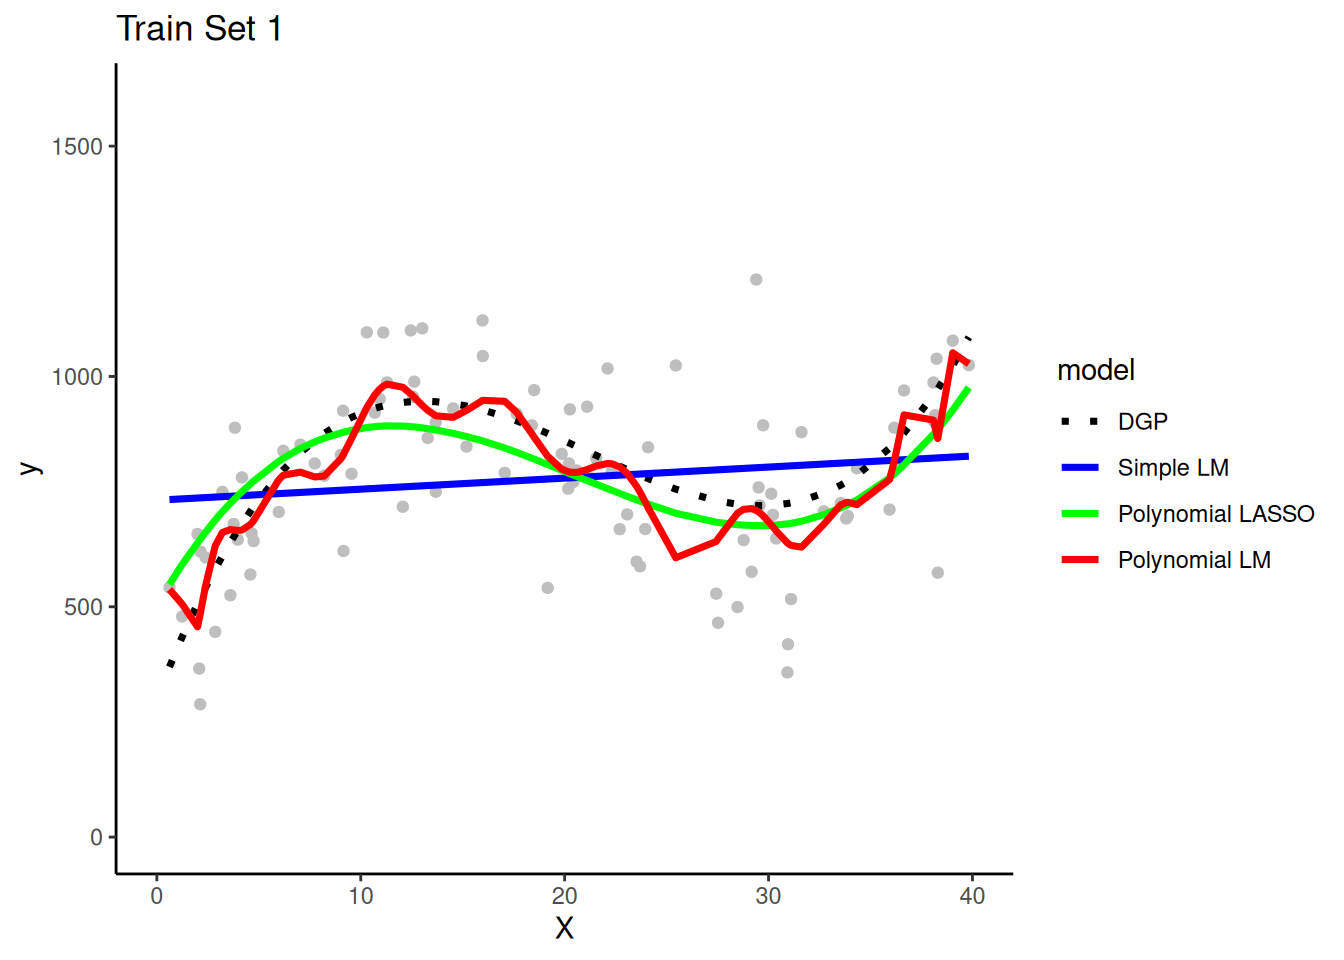 Train Set 1
1500
1000
500
0
y
0 10 20 30 40
X
model
DGP
Simple LM
Polynomial LASSO
Polynomial LM